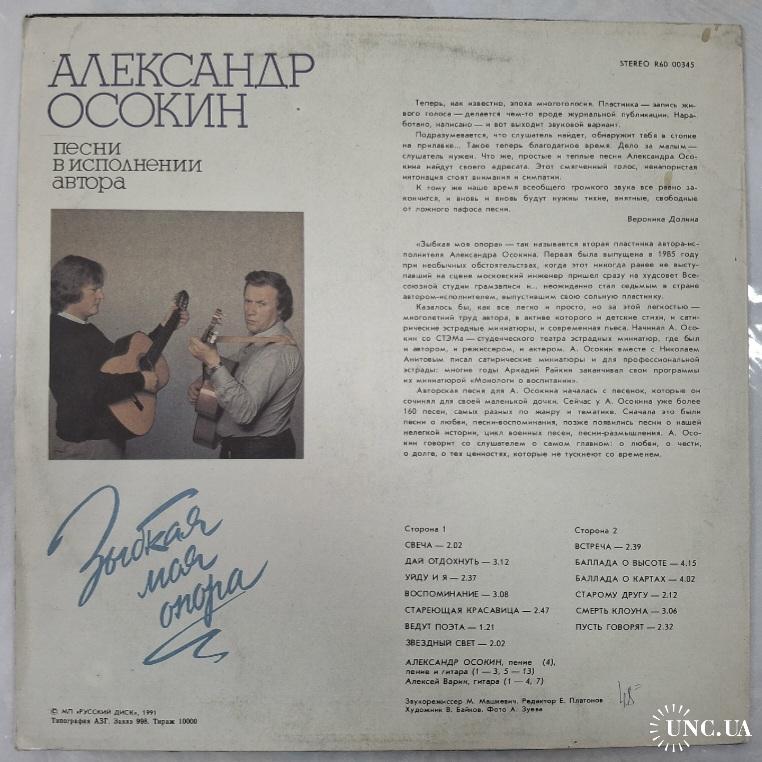 АЛЕКСАНДР
ОСОКИН
песни
в исполнении
автора
STEREO R60 00345
Теперь, как известно, эпоха многоголосия. Пластинка — запись жи-
вого голоса — делается чем-то вроде журнальной публикации. Нара-
ботано, написано — и вот выходит звуковой вариант.
Подразумевается, что слушатель найдет, обнаружит тебя в стопке
на прилавке... Такое теперь благодатное время. Дело за малым —
слушатель нужен. Что же, простые и теплые песни Александра Осо-
кина найдут своего адресата. Этот смягченный голос, ненапористая
интонация стоят внимания и симпатии.
К тому же наше время всеобщего громкого звука все равно за-
кончится, и вновь и вновь будут нужны тихие, внятные, свободные
от ложного пафоса песни.
Вероника Долина
«Зыбкая моя опора» — так называется вторая пластинка автора-ис-
полнителя Александра Осокина. Первая была выпущена в 1985 году
при необычных обстоятельствах, когда этот никогда ранее не высту-
павший на сцене московский инженер пришел сразу на худсовет Все-
союзной студии грамзаписи и... неожиданно стал седьмым в стране
автором-исполнителем, выпустившим свою сольную пластинку.
Казалось бы, как все легко и просто, но за этой легкостью —
многолетний труд автора, в активе которого и детские стихи, и сати-
рические эстрадные миниатюры, и современная пьеса. Начинал А. Осо-
кин со СТЭМа — студенческого театра эстрадных миниатюр, где был
и автором, и режиссером, и актером. А. Осокин вместе с Николаем
Анитовым писал сатирические миниатюры и для профессиональной
эстрады: многие годы Аркадий Райкин заканчивал свои программы
их миниатюрой «Монологи о воспитании».
Авторская песня для А. Осокина началась с песенок, которые он
сочинял для своей маленькой дочки. Сейчас у А. Осокина уже более
160 песен, самых разных по жанру и тематике. Сначала это были
песни о любви, песни-воспоминания, позже появились песни о нашей
нелегкой истории, цикл военных песен, песни-размышления. А. Осо-
кин говорит со слушателем о самом главном: о любви, о чести,
о долге, о тех ценностях, которые не тускнеют со временем.
Зыбкая
моя
опора
Сторона 1
СВЕЧА — 2.02
ДАЙ ОТДОХНУТЬ — 3.12
УЙДУ И Я — 2.37
ВОСПОМИНАНИЕ — 3.08
СТАРЕЮЩАЯ КРАСАВИЦА — 2.47
ВЕДУТ ПОЭТА — 1.21
ЗВЕЗДНЫЙ СВЕТ — 2.02
Сторона 2
ВСТРЕЧА — 2.39
БАЛЛАДА О ВЫСОТЕ — 4.15
БАЛЛАДА О КАРТАХ — 4.02
СТАРОМУ ДРУГУ — 2.12
СМЕРТЬ КЛОУНА — 3.06
ПУСТЬ ГОВОРЯТ — 2.32
АЛЕКСАНДР ОСОКИН, пение (4),
пение и гитара (1 — 3, 5 — 13)
Алексей Варин, гитара (1 — 4, 7)
Звукорежиссер М. Машкевич. Редактор Е. Платонов
Художник В. Байков. Фото А. Зуева
© МП «РУССКИЙ ДИСК», 1991
Типография АЗГ. Заказ 998. Тираж 10000
UNC.UA